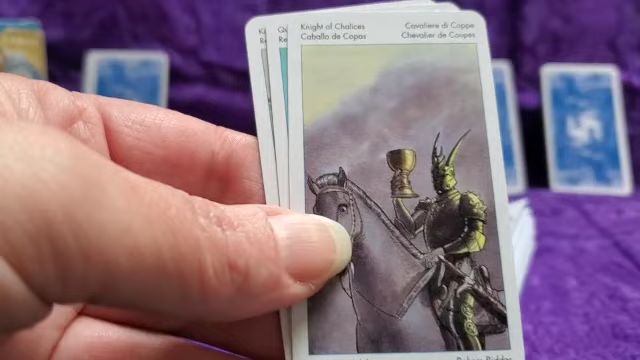 Knight of Chalices
Caballo de Copas
Cavaliere di Coppe
Chevalier de Coupes